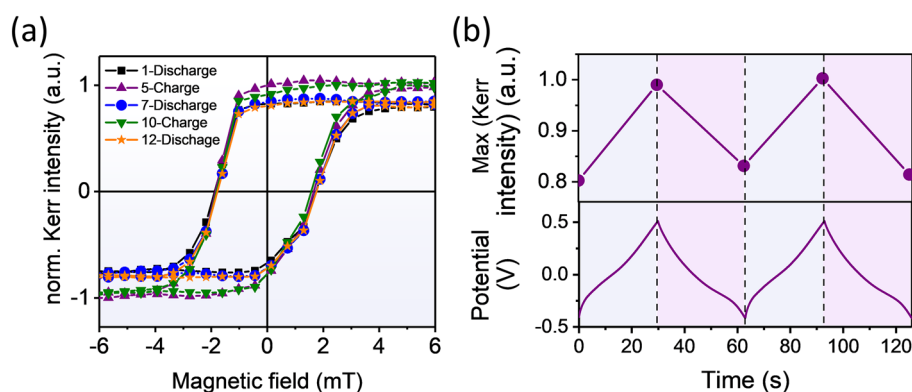 (a)
norm. Kerr intensity (a.u.)
1
0
-1
1-Discharge
5-Charge
7-Discharge
10-Charge
12-Dischage
-6 -4 -2 0 2 4 6
Magnetic field (mT)
(b)
Max (Kerr
intensity) (a.u.)
1.0
0.9
0.8
Potential
(V)
0.5
0.0
-0.5
0 20 40 60 80 100 120
Time (s)